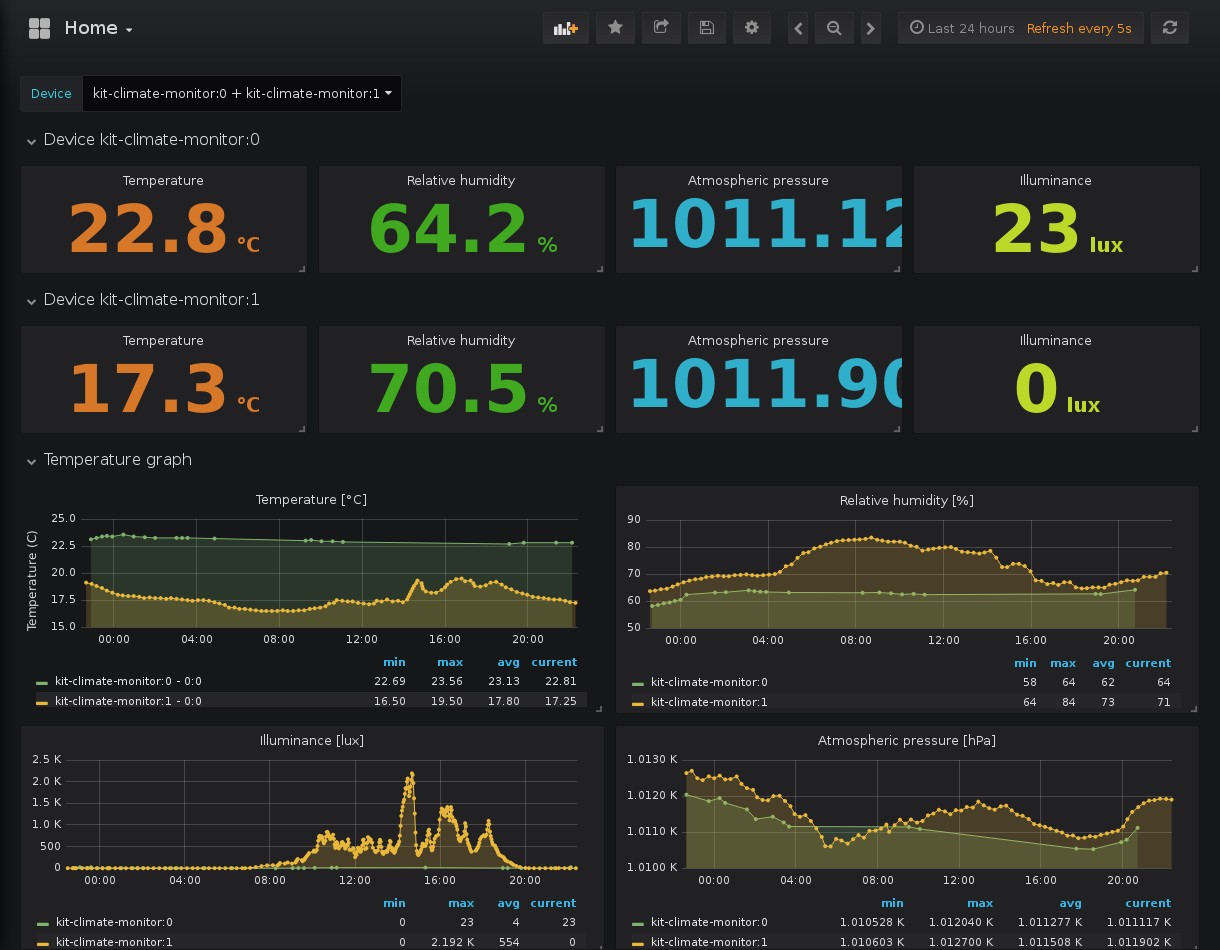 Home
Last 24 hours Refresh every 5s
Device kit-climate-monitor:0 + kit-climate-monitor:1
Device kit-climate-monitor:0
Temperature Relative humidity Atmospheric pressure Illuminance
22.8 °C 64.2 % 1011.12 23 lux
Device kit-climate-monitor:1
Temperature Relative humidity Atmospheric pressure Illuminance
17.3 °C 70.5 % 1011.90 0 lux
Temperature graph
Temperature [°C]
Temperature (C)
25.0
22.5
20.0
17.5
15.0
00:00 04:00 08:00 12:00 16:00 20:00
min max avg current
kit-climate-monitor:0 - 0:0 22.69 23.56 23.13 22.81
kit-climate-monitor:1 - 0:0 16.50 19.50 17.80 17.25
Relative humidity [%]
90
80
70
60
50
00:00 04:00 08:00 12:00 16:00 20:00
min max avg current
kit-climate-monitor:0 58 64 62 64
kit-climate-monitor:1 64 84 73 71
Illuminance [lux]
2.5 K
2.0 K
1.5 K
1.0 K
500
0
00:00 04:00 08:00 12:00 16:00 20:00
min max avg current
kit-climate-monitor:0 0 23 4 23
kit-climate-monitor:1 0 2.192 K 554 0
Atmospheric pressure [hPa]
1.0130 K
1.0120 K
1.0110 K
1.0100 K
00:00 04:00 08:00 12:00 16:00 20:00
min max avg current
kit-climate-monitor:0 1.010528 K 1.012040 K 1.011277 K 1.011117 K
kit-climate-monitor:1 1.010603 K 1.012700 K 1.011508 K 1.011902 K